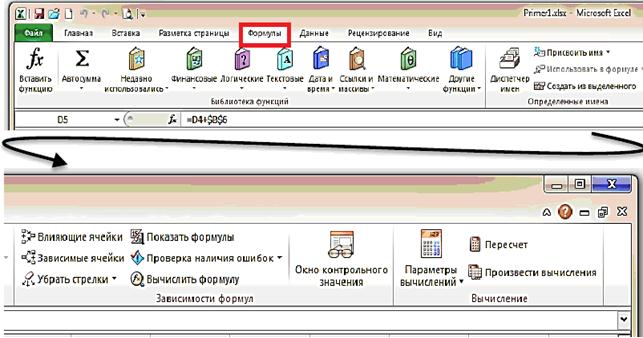 Primer1.xlsx - Microsoft Excel
Файл Главная Вставка Разметка страницы Формулы Данные Рецензирование Вид
Вставить функцию
Автосумма
Недавно использовались
Финансовые
Логические
Текстовые
Дата и время
Ссылки и массивы
Математические
Другие функции
Библиотека функций
Диспетчер имен
Присвоить имя
Использовать в формуле
Создать из выделенного
Определенные имена
D5 fx =D4+$B$6
Влияющие ячейки
Зависимые ячейки
Убрать стрелки
Показать формулы
Проверка наличия ошибок
Вычислить формулу
Зависимости формул
Окно контрольного значения
Параметры вычислений
Пересчет
Произвести вычисления
Вычисление